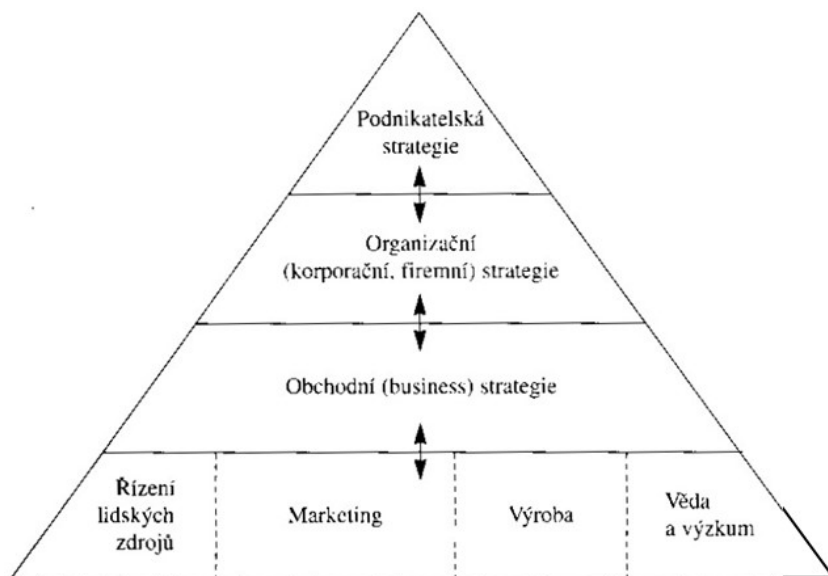 Podnikatelská
strategie
Organizační
(korporační, firemní) strategie
Obchodní (business) strategie
Řízení
lidských
zdrojů
Marketing
Výroba
Věda
a výzkum